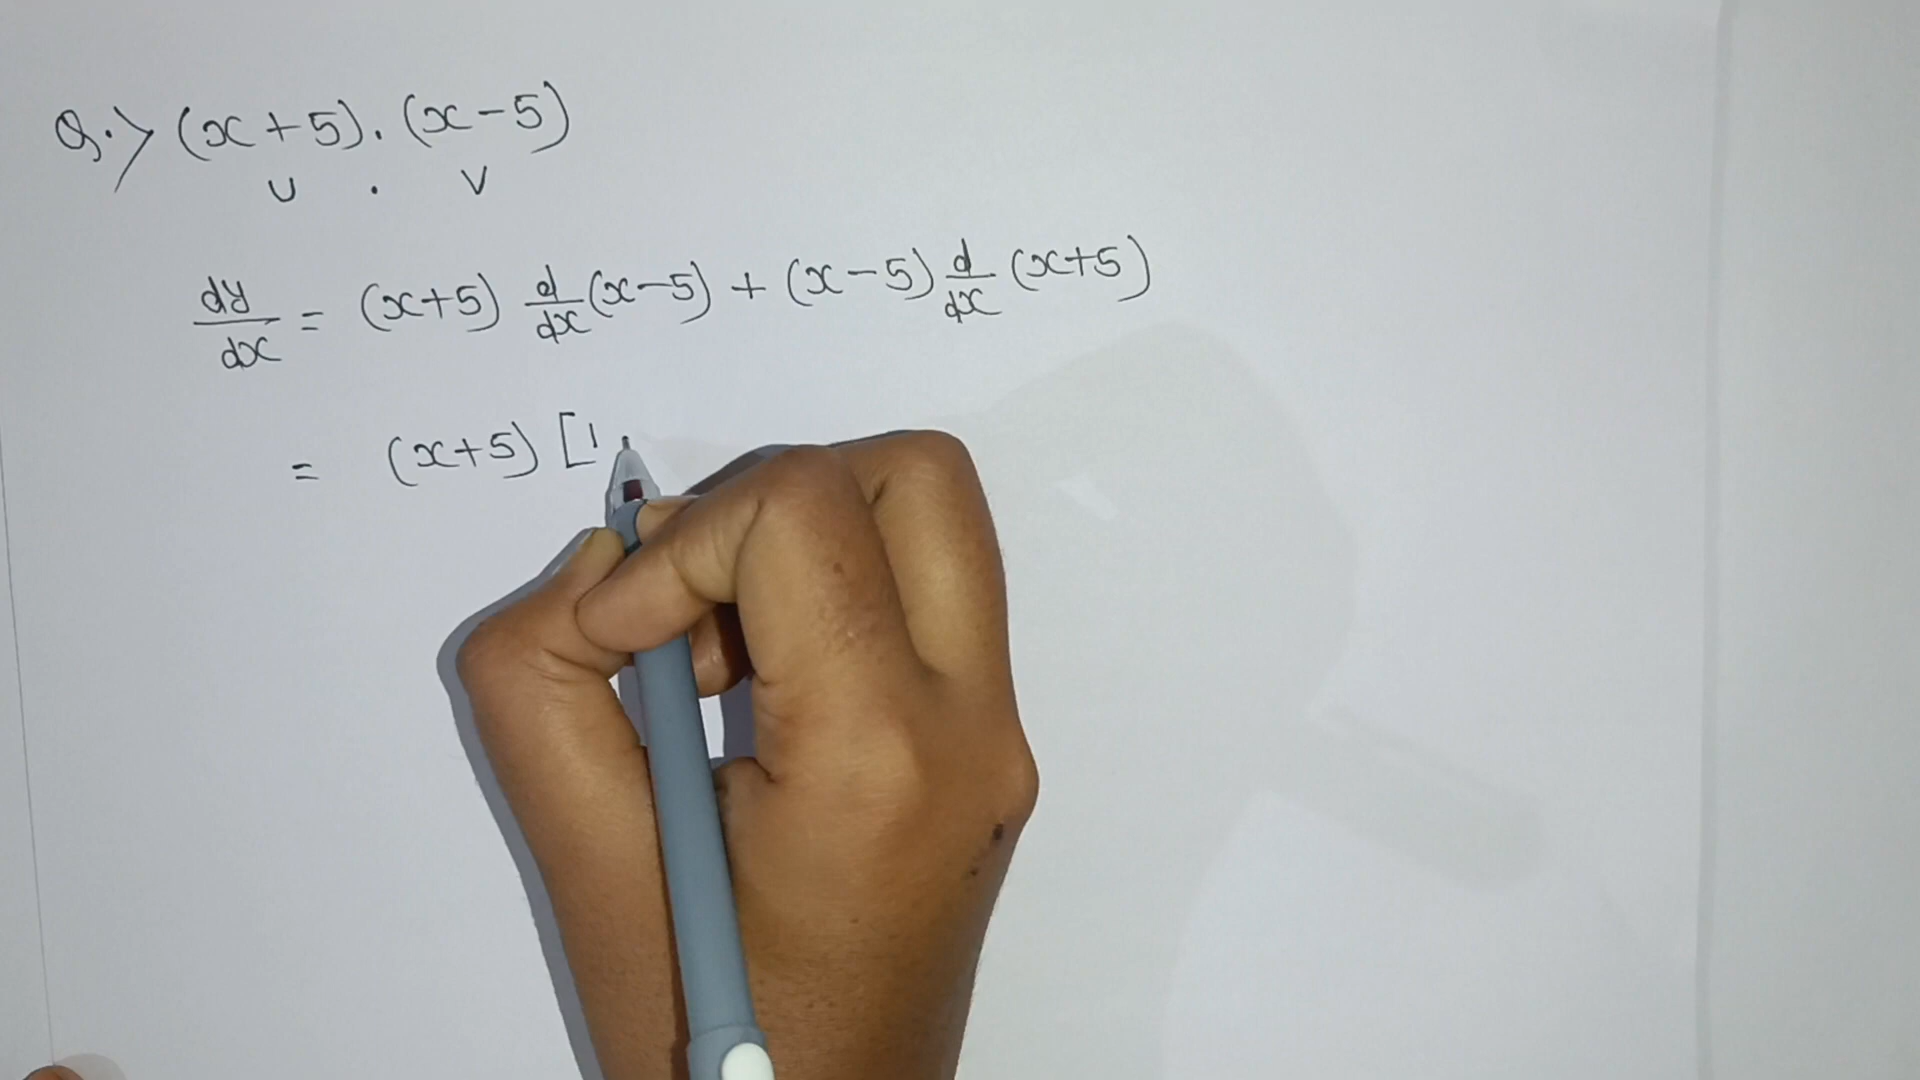 Q.> (x+5).(x-5)
U . V
dy/dx = (x+5) d/dx (x-5) + (x-5) d/dx (x+5)
= (x+5) [1